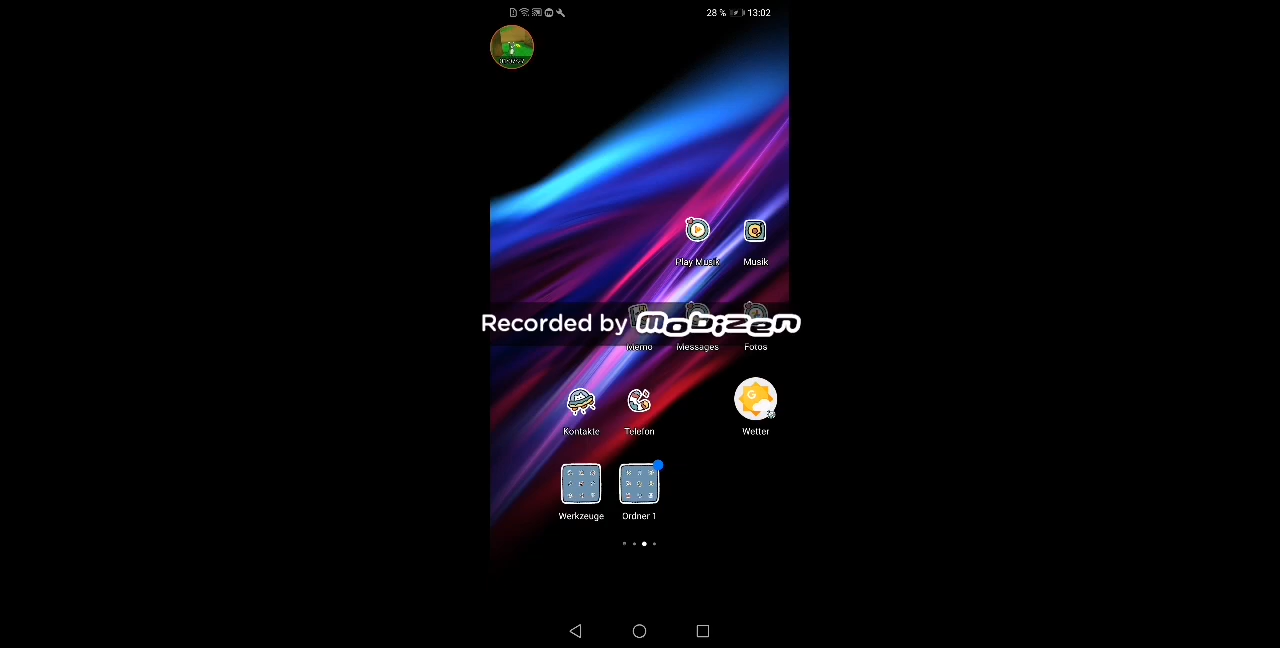 28 % 13:02
Play Musik Musik
Recorded by Mobizen
Memo Messages Fotos
G
Kontakte Telefon Wetter
Werkzeuge Ordner 1